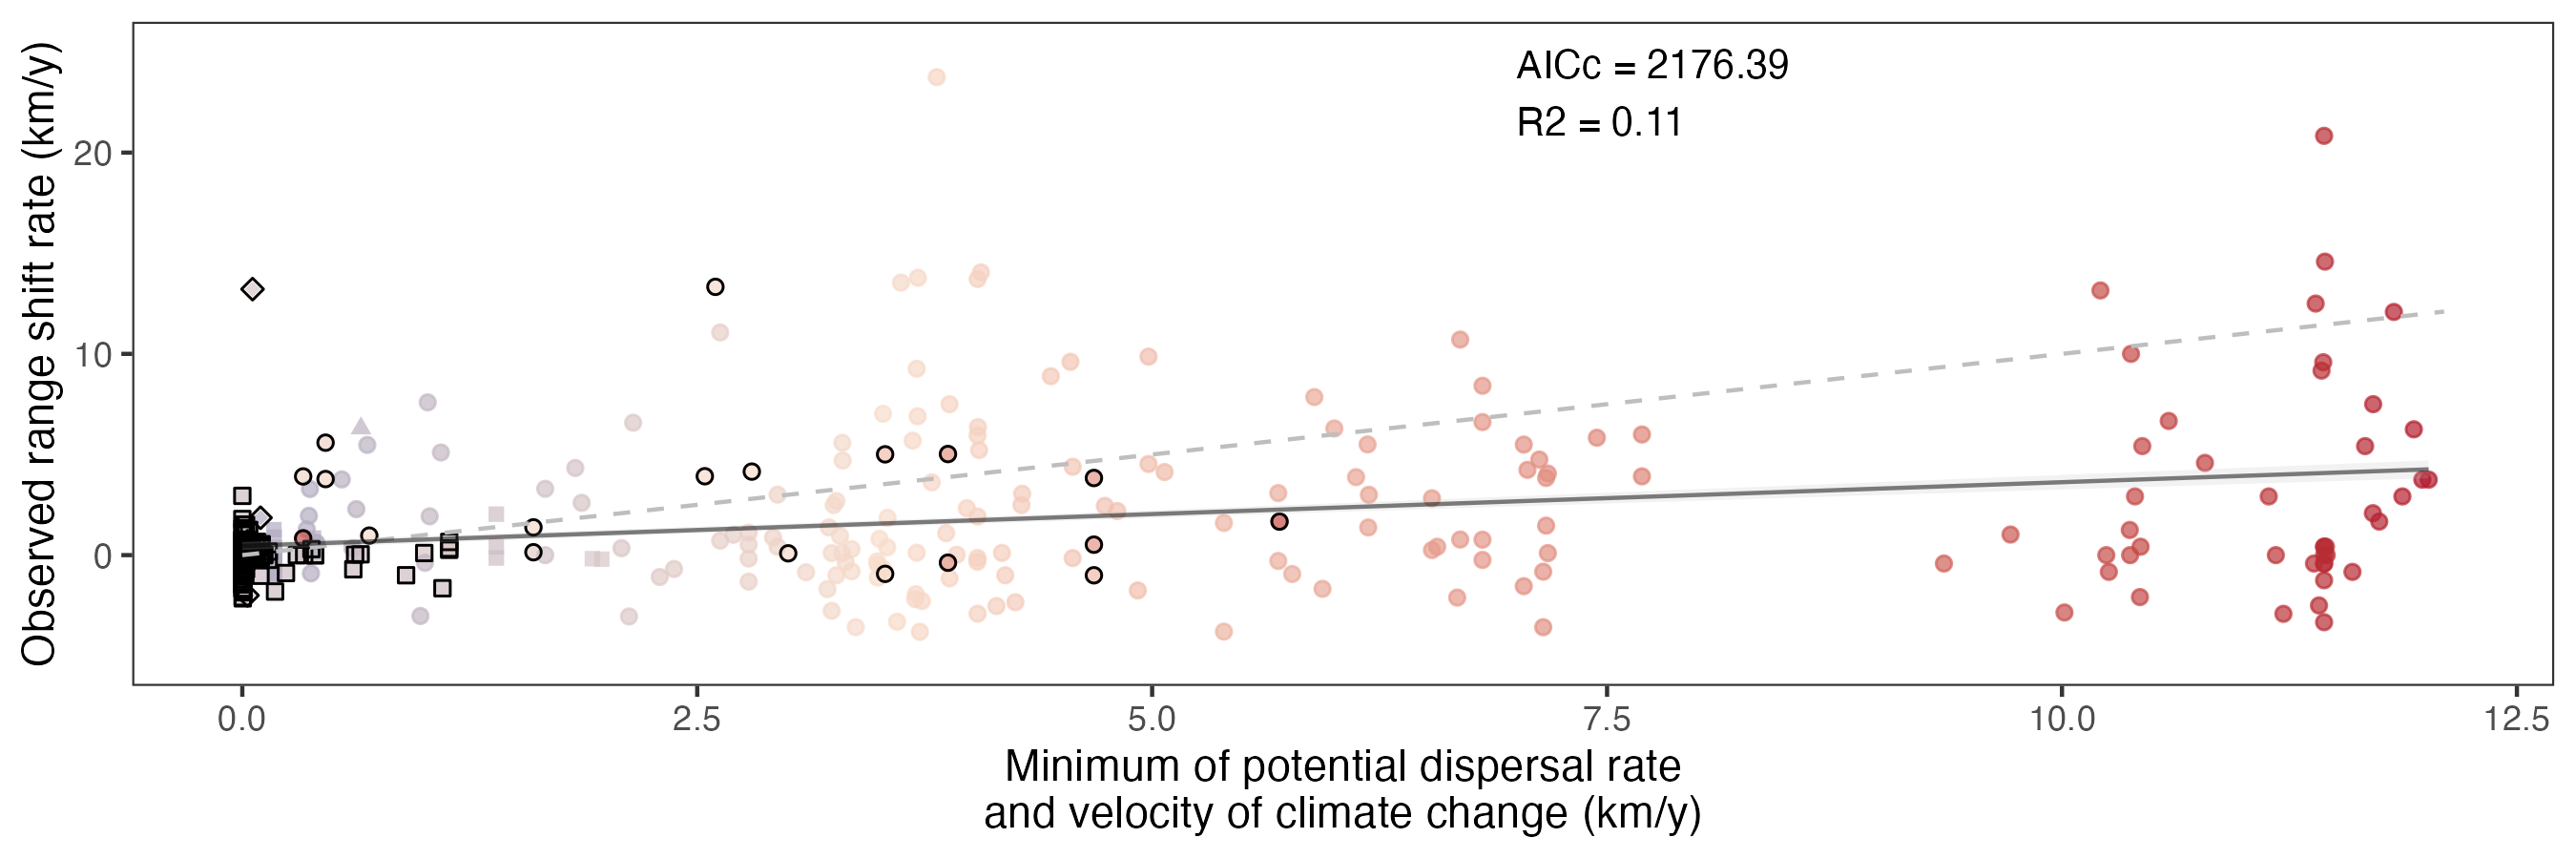 AICc = 2176.39
R2 = 0.11
Observed range shift rate (km/y)
20
10
0
0.0 2.5 5.0 7.5 10.0 12.5
Minimum of potential dispersal rate
and velocity of climate change (km/y)